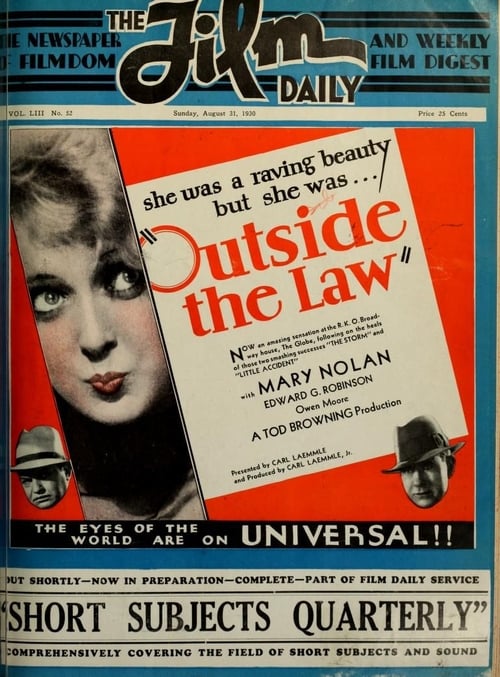 THE Film DAILY
THE NEWSPAPER
OF FILMDOM
AND WEEKLY
FILM DIGEST
VOL. LIII No. 52
Sunday, August 31, 1930
Price 25 Cents
she was a raving beauty
but she was...
"Outside
the Law"
NOW an amazing sensation at the R. K. O. Broad-
way house, The Globe, following on the heels
of those two smashing successes "THE STORM" and
"LITTLE ACCIDENT"
with MARY NOLAN
EDWARD G. ROBINSON
Owen Moore
A TOD BROWNING Production
Presented by CARL LAEMMLE
and Produced by CARL LAEMMLE, Jr.
THE EYES OF THE
WORLD ARE ON UNIVERSAL!!
OUT SHORTLY—NOW IN PREPARATION—COMPLETE—PART OF FILM DAILY SERVICE
"SHORT SUBJECTS QUARTERLY"
COMPREHENSIVELY COVERING THE FIELD OF SHORT SUBJECTS AND SOUND